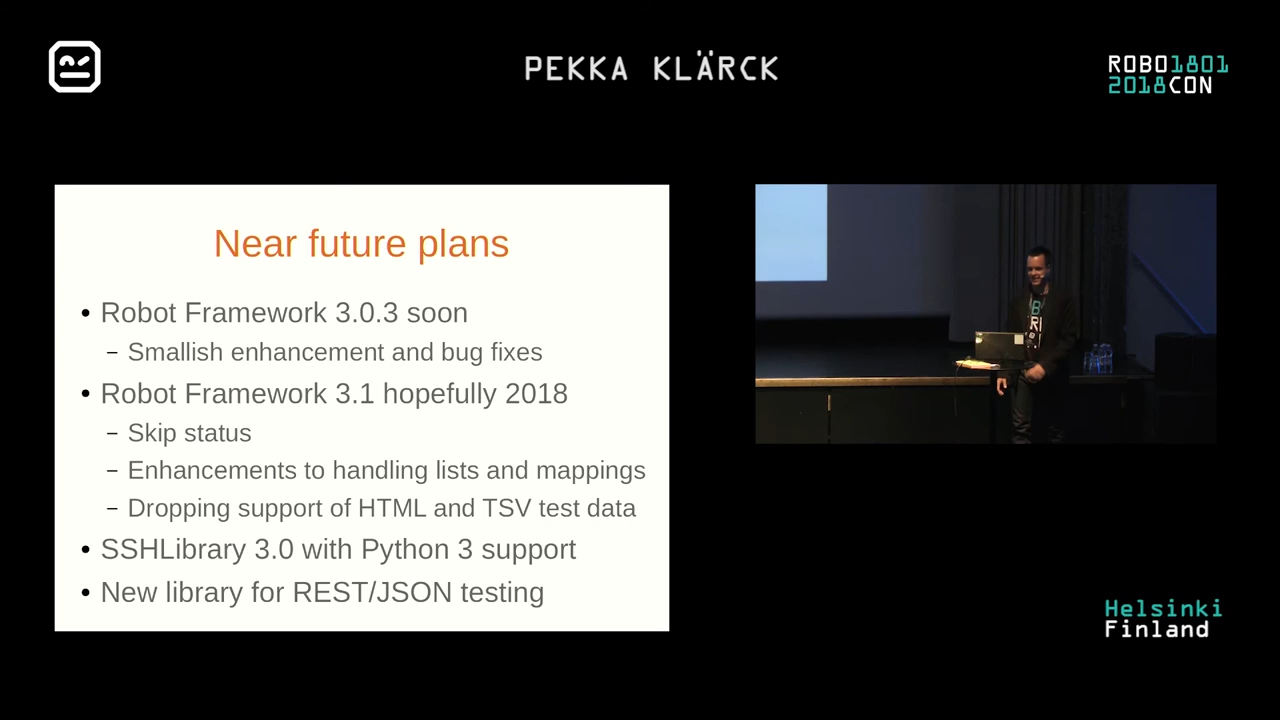 PEKKA KLÄRCK
ROBO1801
2018CON
Near future plans
• Robot Framework 3.0.3 soon
– Smallish enhancement and bug fixes
• Robot Framework 3.1 hopefully 2018
– Skip status
– Enhancements to handling lists and mappings
– Dropping support of HTML and TSV test data
• SSHLibrary 3.0 with Python 3 support
• New library for REST/JSON testing
Helsinki
Finland